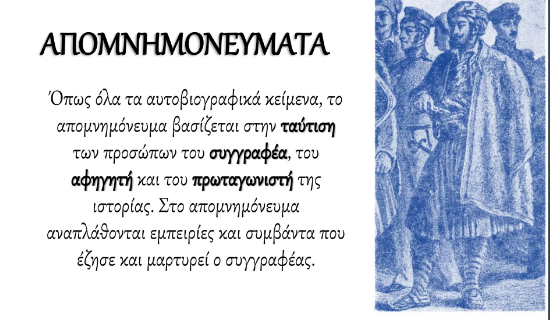 ΑΠΟΜΝΗΜΟΝΕΥΜΑΤΑ
Όπως όλα τα αυτοβιογραφικά κείμενα, το
απομνημόνευμα βασίζεται στην ταύτιση
των προσώπων του συγγραφέα, του
αφηγητή και του πρωταγωνιστή της
ιστορίας. Στο απομνημόνευμα
αναπλάθονται εμπειρίες και συμβάντα που
έζησε και μαρτυρεί ο συγγραφέας.